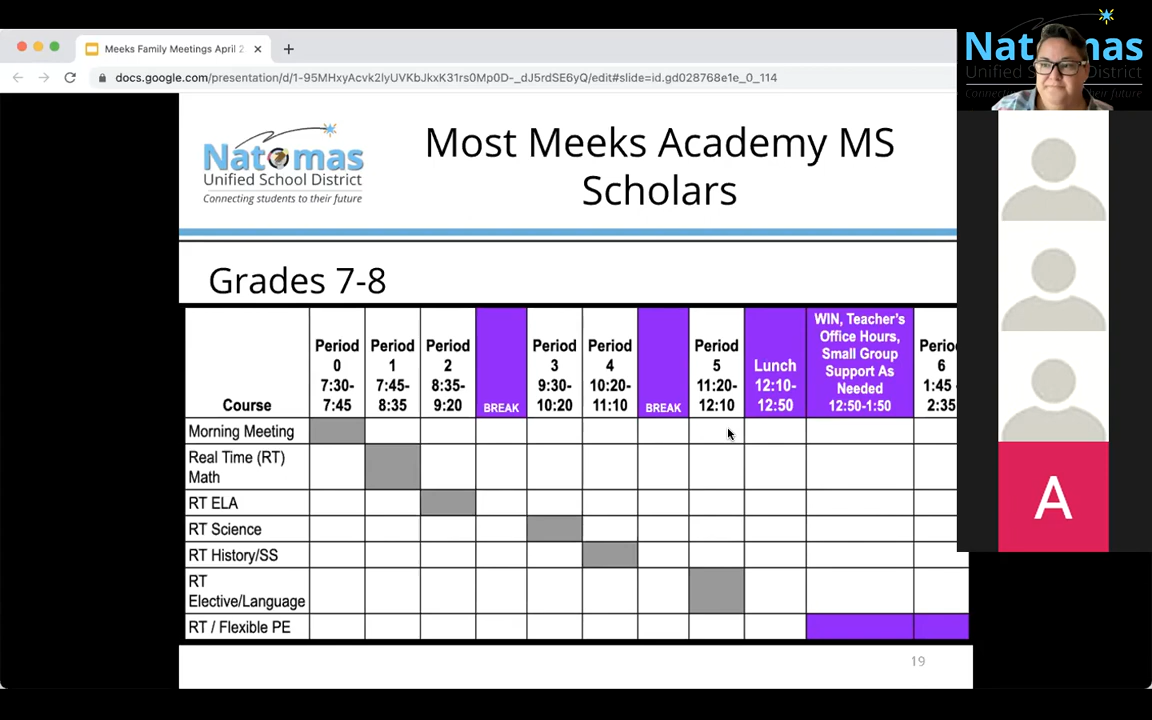 Meeks Family Meetings April 2
docs.google.com/presentation/d/1-95MHxyAcvk2lyUVKbJkxK31rs0Mp0D-_dJ5rdSE6yQ/edit#slide=id.gd028768e1e_0_114
Natomas
Unified School District
Connecting students to their future
Most Meeks Academy MS
Scholars
Grades 7-8
Course
Period
0
7:30-
7:45
Period
1
7:45-
8:35
Period
2
8:35-
9:20
BREAK
Period
3
9:30-
10:20
Period
4
10:20-
11:10
BREAK
Period
5
11:20-
12:10
Lunch
12:10-
12:50
WIN, Teacher's
Office Hours,
Small Group
Support As
Needed
12:50-1:50
Perio
6
1:45
2:35
Morning Meeting
Real Time (RT)
Math
RT ELA
RT Science
RT History/SS
RT
Elective/Language
RT / Flexible PE
19
A